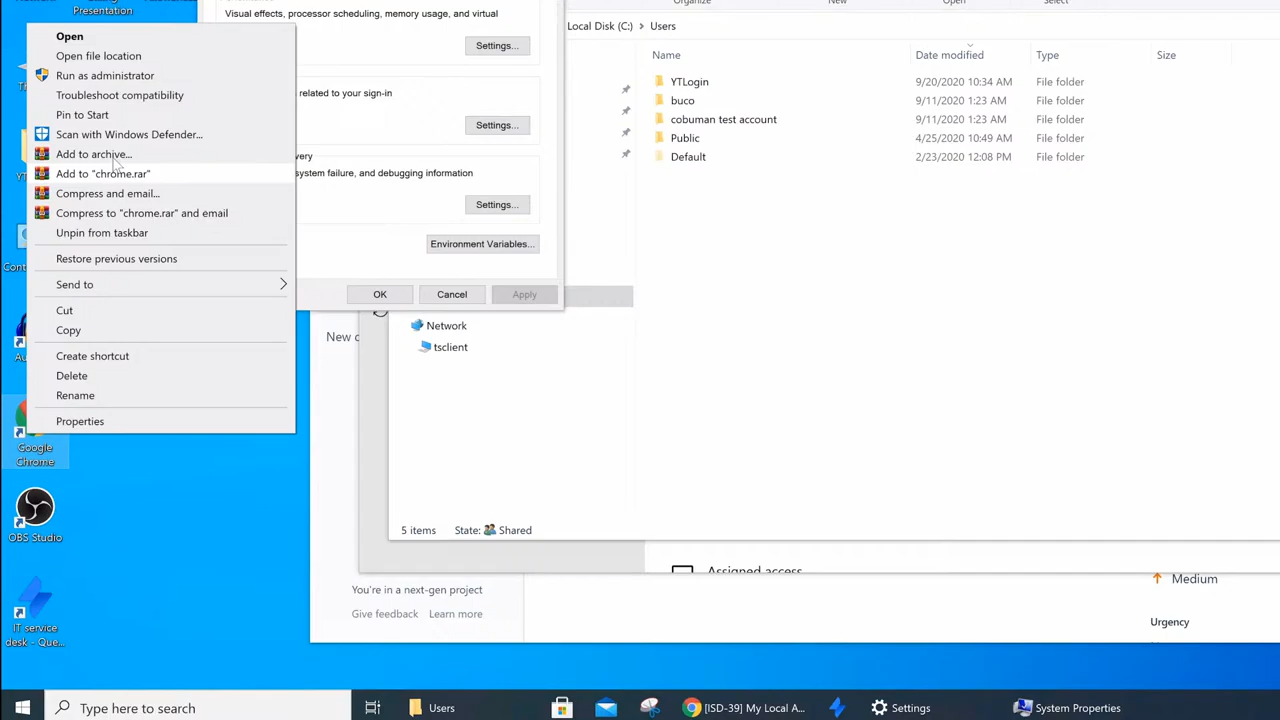 Presentation
Open
Open file location
Run as administrator
Troubleshoot compatibility
Pin to Start
Scan with Windows Defender...
Add to archive...
Add to "chrome.rar"
Compress and email...
Compress to "chrome.rar" and email
Unpin from taskbar
Restore previous versions
Send to
Cut
Copy
Create shortcut
Delete
Rename
Properties
Google
Chrome
OBS Studio
IT service
desk - Que...
Visual effects, processor scheduling, memory usage, and virtual
Settings...
related to your sign-in
Settings...
very
system failure, and debugging information
Settings...
Environment Variables...
OK Cancel Apply
New
Network
tsclient
5 items State: Shared
You're in a next-gen project
Give feedback Learn more
New Open Select
Local Disk (C:) > Users
Name Date modified Type Size
YTLogin 9/20/2020 10:34 AM File folder
buco 9/11/2020 1:23 AM File folder
cobuman test account 9/11/2020 1:23 AM File folder
Public 4/25/2020 10:49 AM File folder
Default 2/23/2020 12:08 PM File folder
Assigned access
Medium
Urgency
Type here to search
Users
[ISD-39] My Local A...
Settings
System Properties